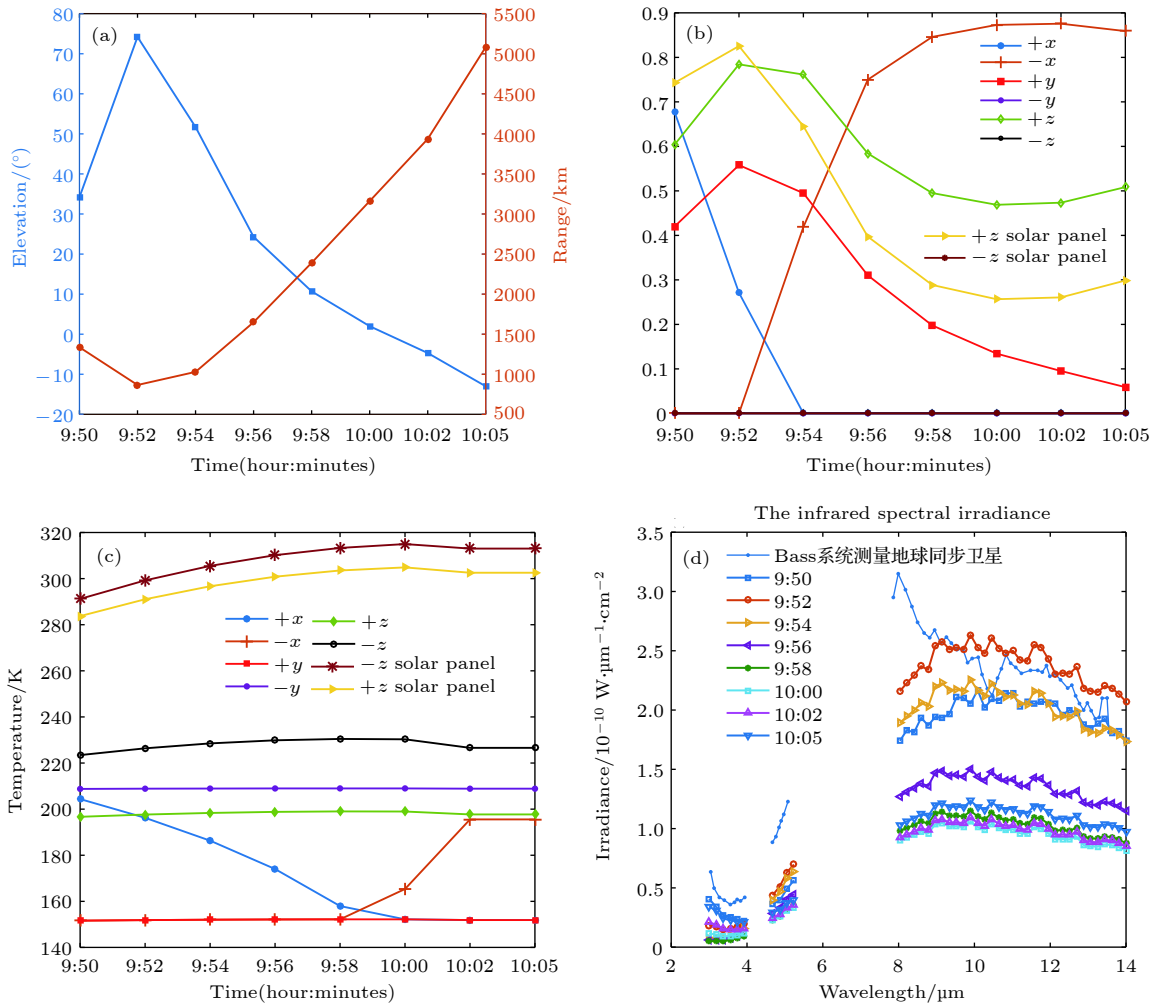 (a)
80
70
60
50
40
30
20
10
0
−10
−20
Elevation/(°)
5500
5000
4500
4000
3500
3000
2500
2000
1500
1000
500
Range/km
9:50 9:52 9:54 9:56 9:58 10:00 10:02 10:05
Time(hour:minutes)
(b)
0.9
0.8
0.7
0.6
0.5
0.4
0.3
0.2
0.1
0
+x
−x
+y
−y
+z
−z
+z solar panel
−z solar panel
9:50 9:52 9:54 9:56 9:58 10:00 10:02 10:05
Time(hour:minutes)
(c)
320
300
280
260
240
220
200
180
160
140
Temperature/K
+x +z
−x −z
+y −z solar panel
−y +z solar panel
9:50 9:52 9:54 9:56 9:58 10:00 10:02 10:05
Time(hour:minutes)
The infrared spectral irradiance
(d)
3.5
3.0
2.5
2.0
1.5
1.0
0.5
0
Irradiance/10⁻¹⁰ W·μm⁻¹·cm⁻²
Bass系统测量地球同步卫星
9:50
9:52
9:54
9:56
9:58
10:00
10:02
10:05
2 4 6 8 10 12 14
Wavelength/μm